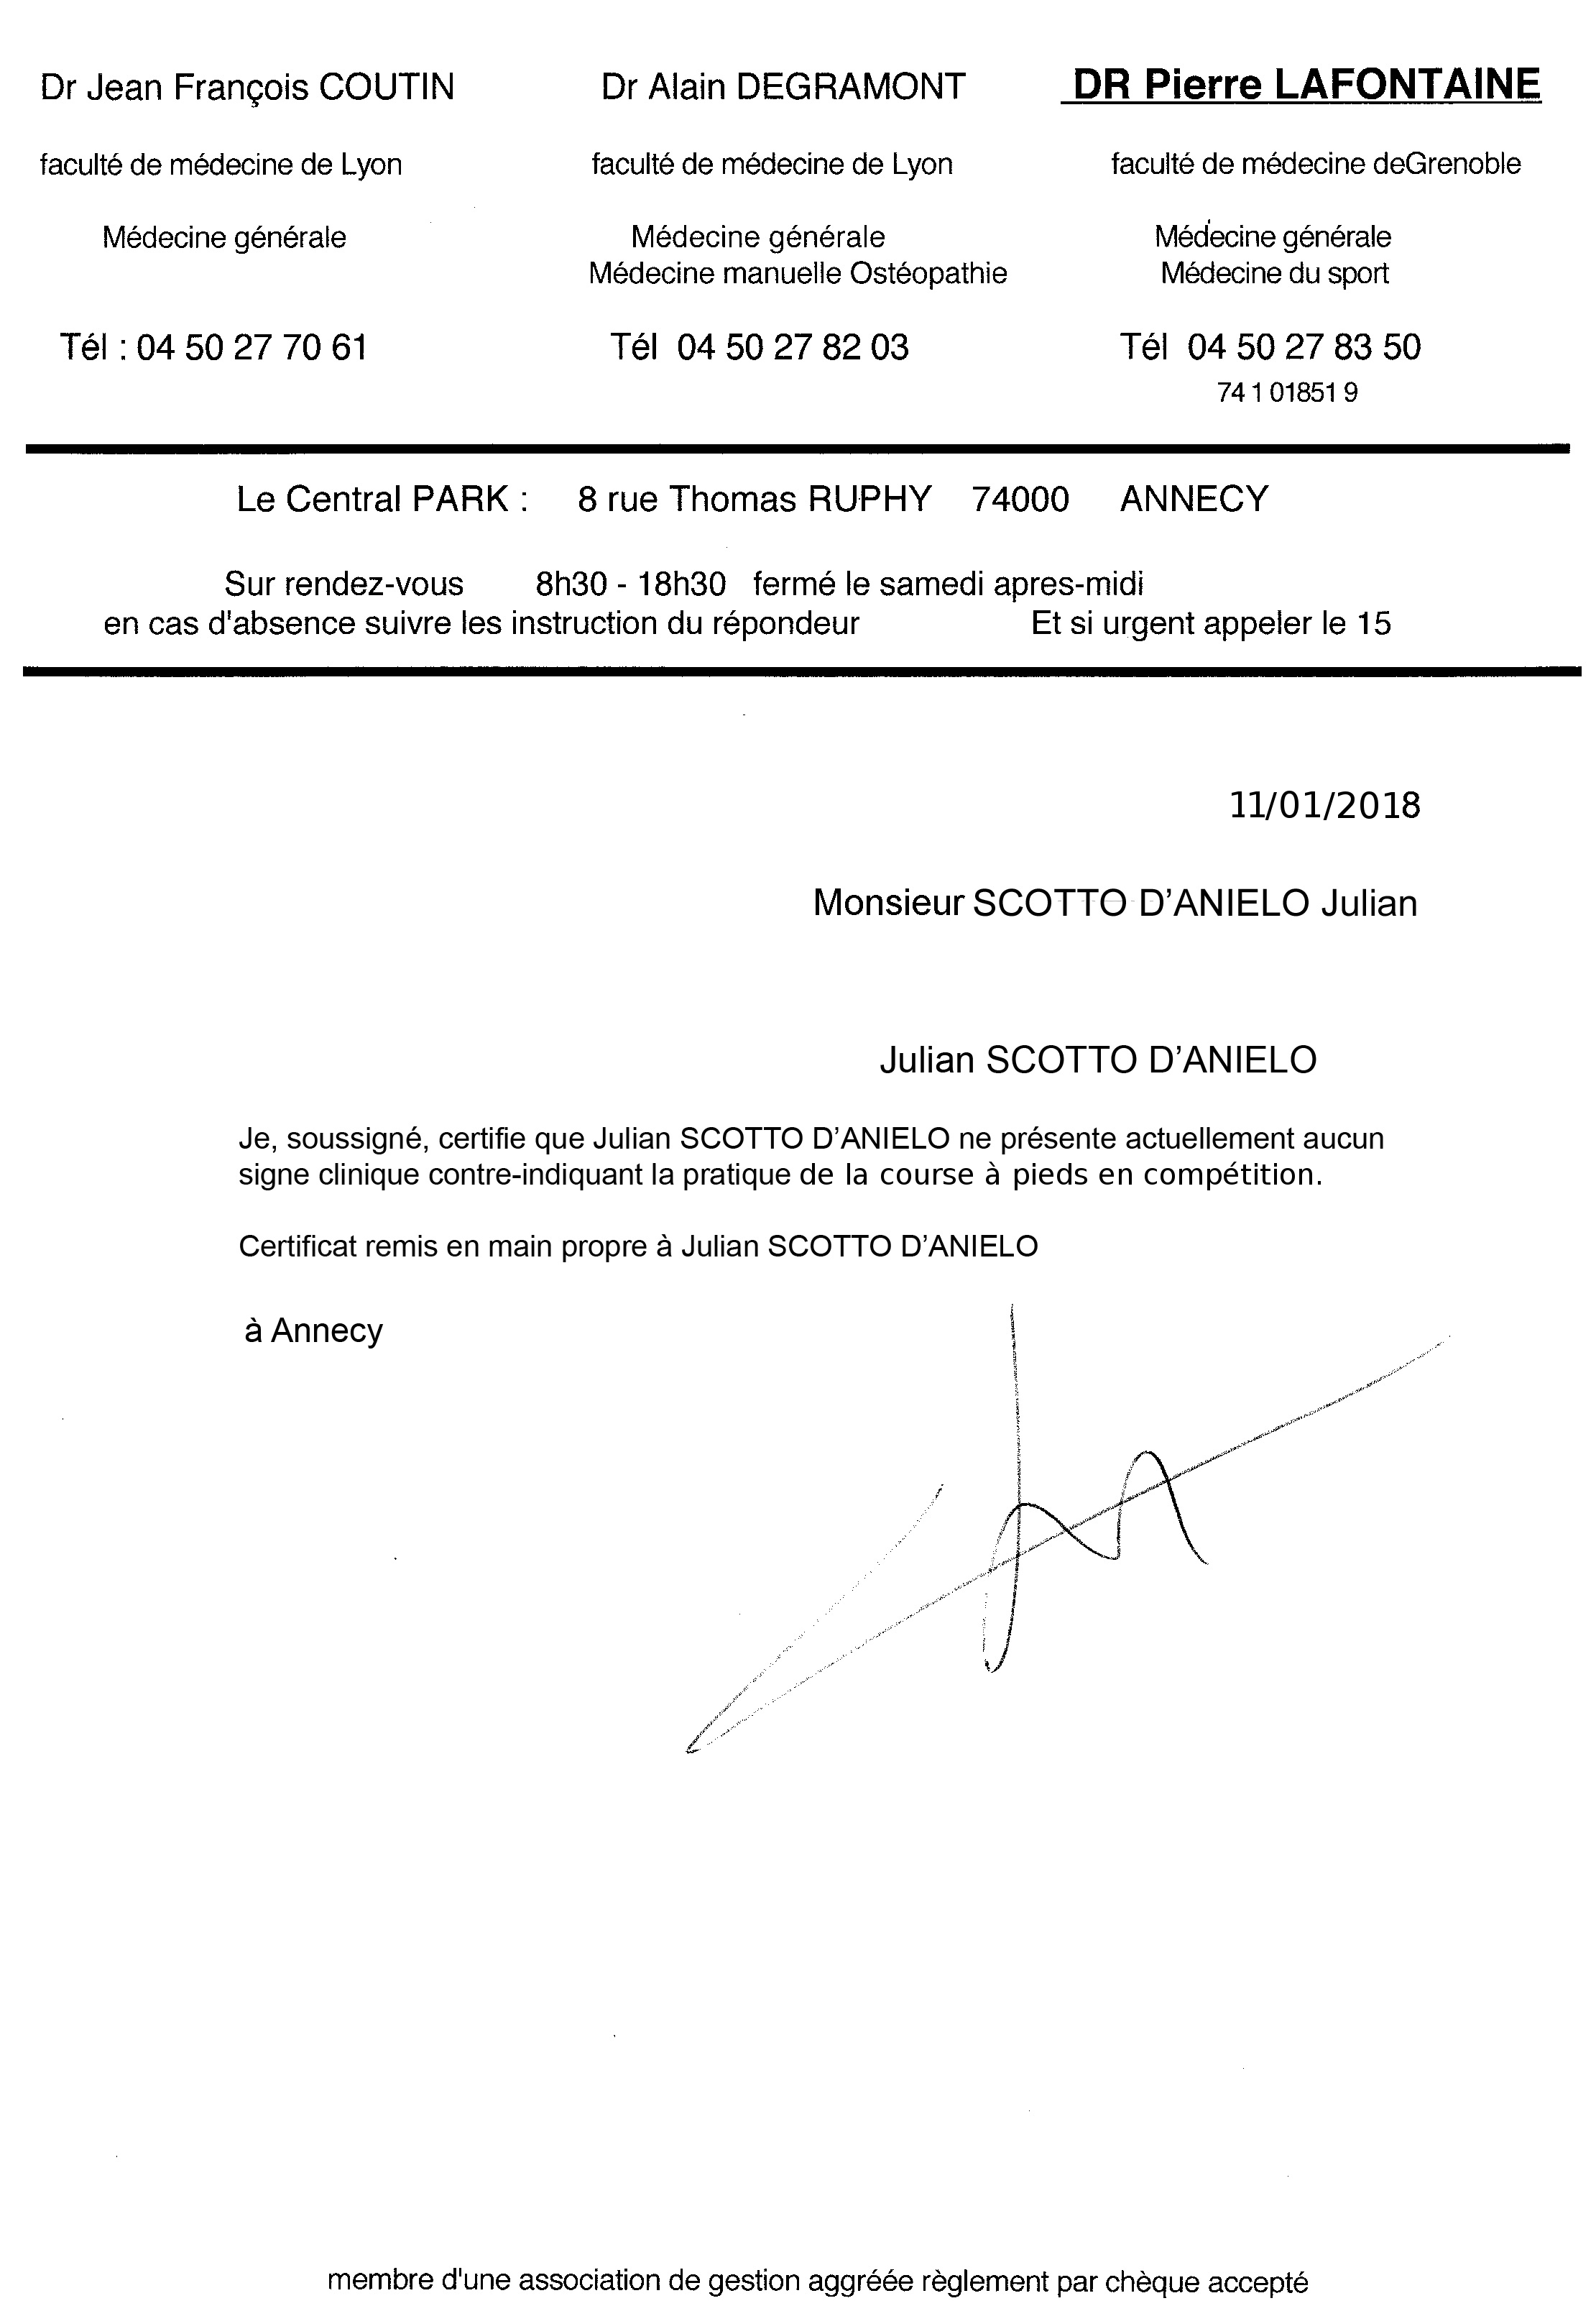 Dr Jean François COUTIN Dr Alain DEGRAMONT DR Pierre LAFONTAINE
faculté de médecine de Lyon faculté de médecine de Lyon faculté de médecine deGrenoble
Médecine générale Médecine générale Médecine générale
Médecine manuelle Ostéopathie Médecine du sport
Tél : 04 50 27 70 61 Tél 04 50 27 82 03 Tél 04 50 27 83 50
74 1 01851 9
Le Central PARK : 8 rue Thomas RUPHY 74000 ANNECY
Sur rendez-vous 8h30 - 18h30 fermé le samedi apres-midi
en cas d'absence suivre les instruction du répondeur Et si urgent appeler le 15
11/01/2018
Monsieur SCOTTO D’ANIELO Julian
Julian SCOTTO D’ANIELO
Je, soussigné, certifie que Julian SCOTTO D’ANIELO ne présente actuellement aucun
signe clinique contre-indiquant la pratique de la course à pieds en compétition.
Certificat remis en main propre à Julian SCOTTO D’ANIELO
à Annecy
membre d'une association de gestion aggréée règlement par chèque accepté